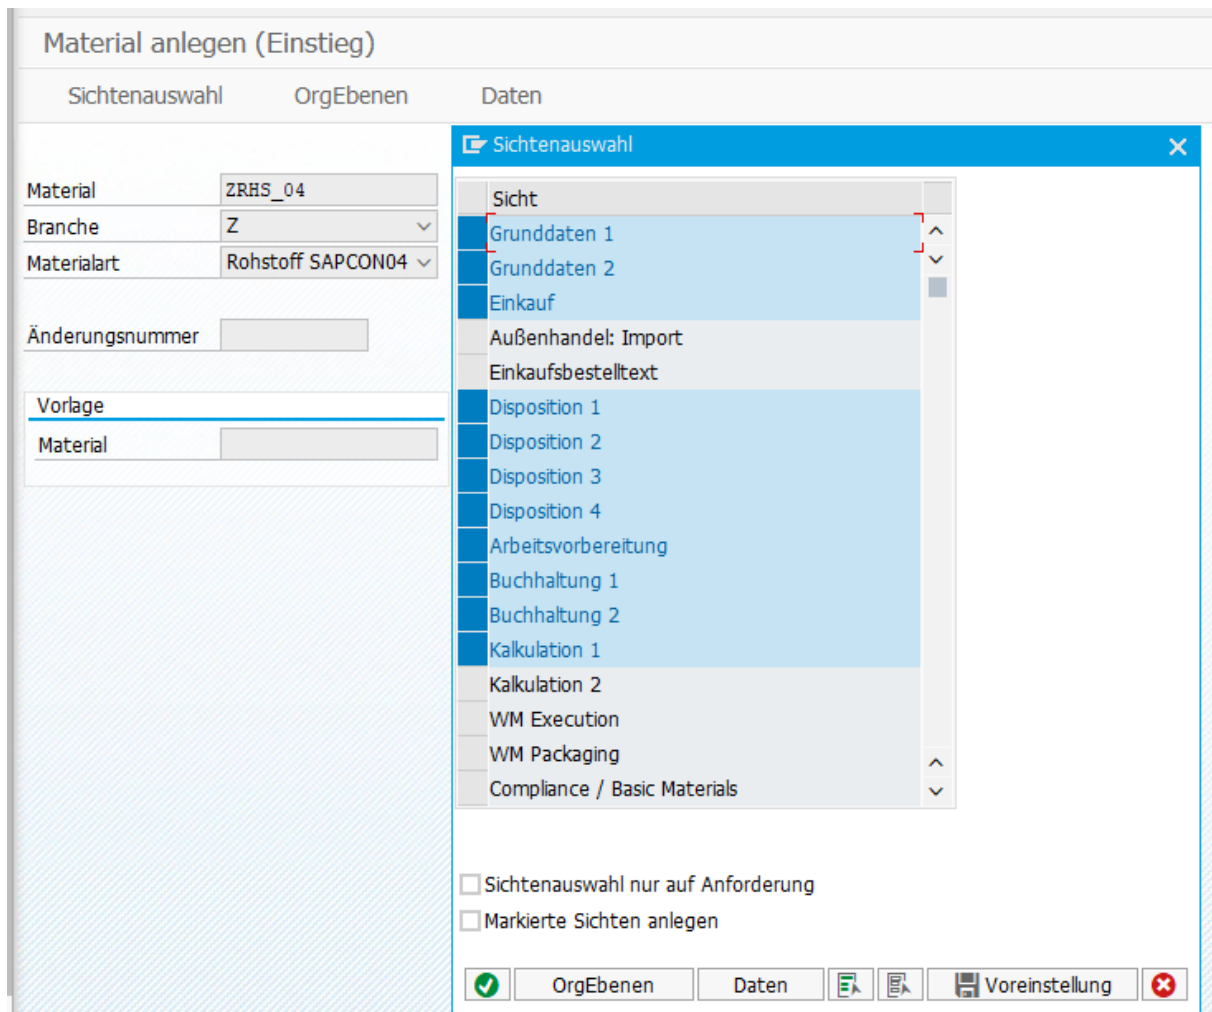 Material anlegen (Einstieg)
Sichtenauswahl OrgEbenen Daten
Sichtenauswahl
Material ZRHS_04
Branche Z
Materialart Rohstoff SAPCON04
Änderungsnummer
Vorlage
Material
Sicht
Grunddaten 1
Grunddaten 2
Einkauf
Außenhandel: Import
Einkaufsbestelltext
Disposition 1
Disposition 2
Disposition 3
Disposition 4
Arbeitsvorbereitung
Buchhaltung 1
Buchhaltung 2
Kalkulation 1
Kalkulation 2
WM Execution
WM Packaging
Compliance / Basic Materials
Sichtenauswahl nur auf Anforderung
Markierte Sichten anlegen
OrgEbenen Daten Voreinstellung